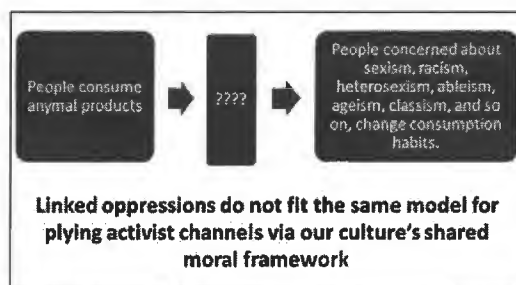 People consume
anymal products
????
People concerned about
sexism, racism,
heterosexism, ableism,
ageism, classism, and so
on, change consumption
habits.
Linked oppressions do not fit the same model for
plying activist channels via our culture's shared
moral framework